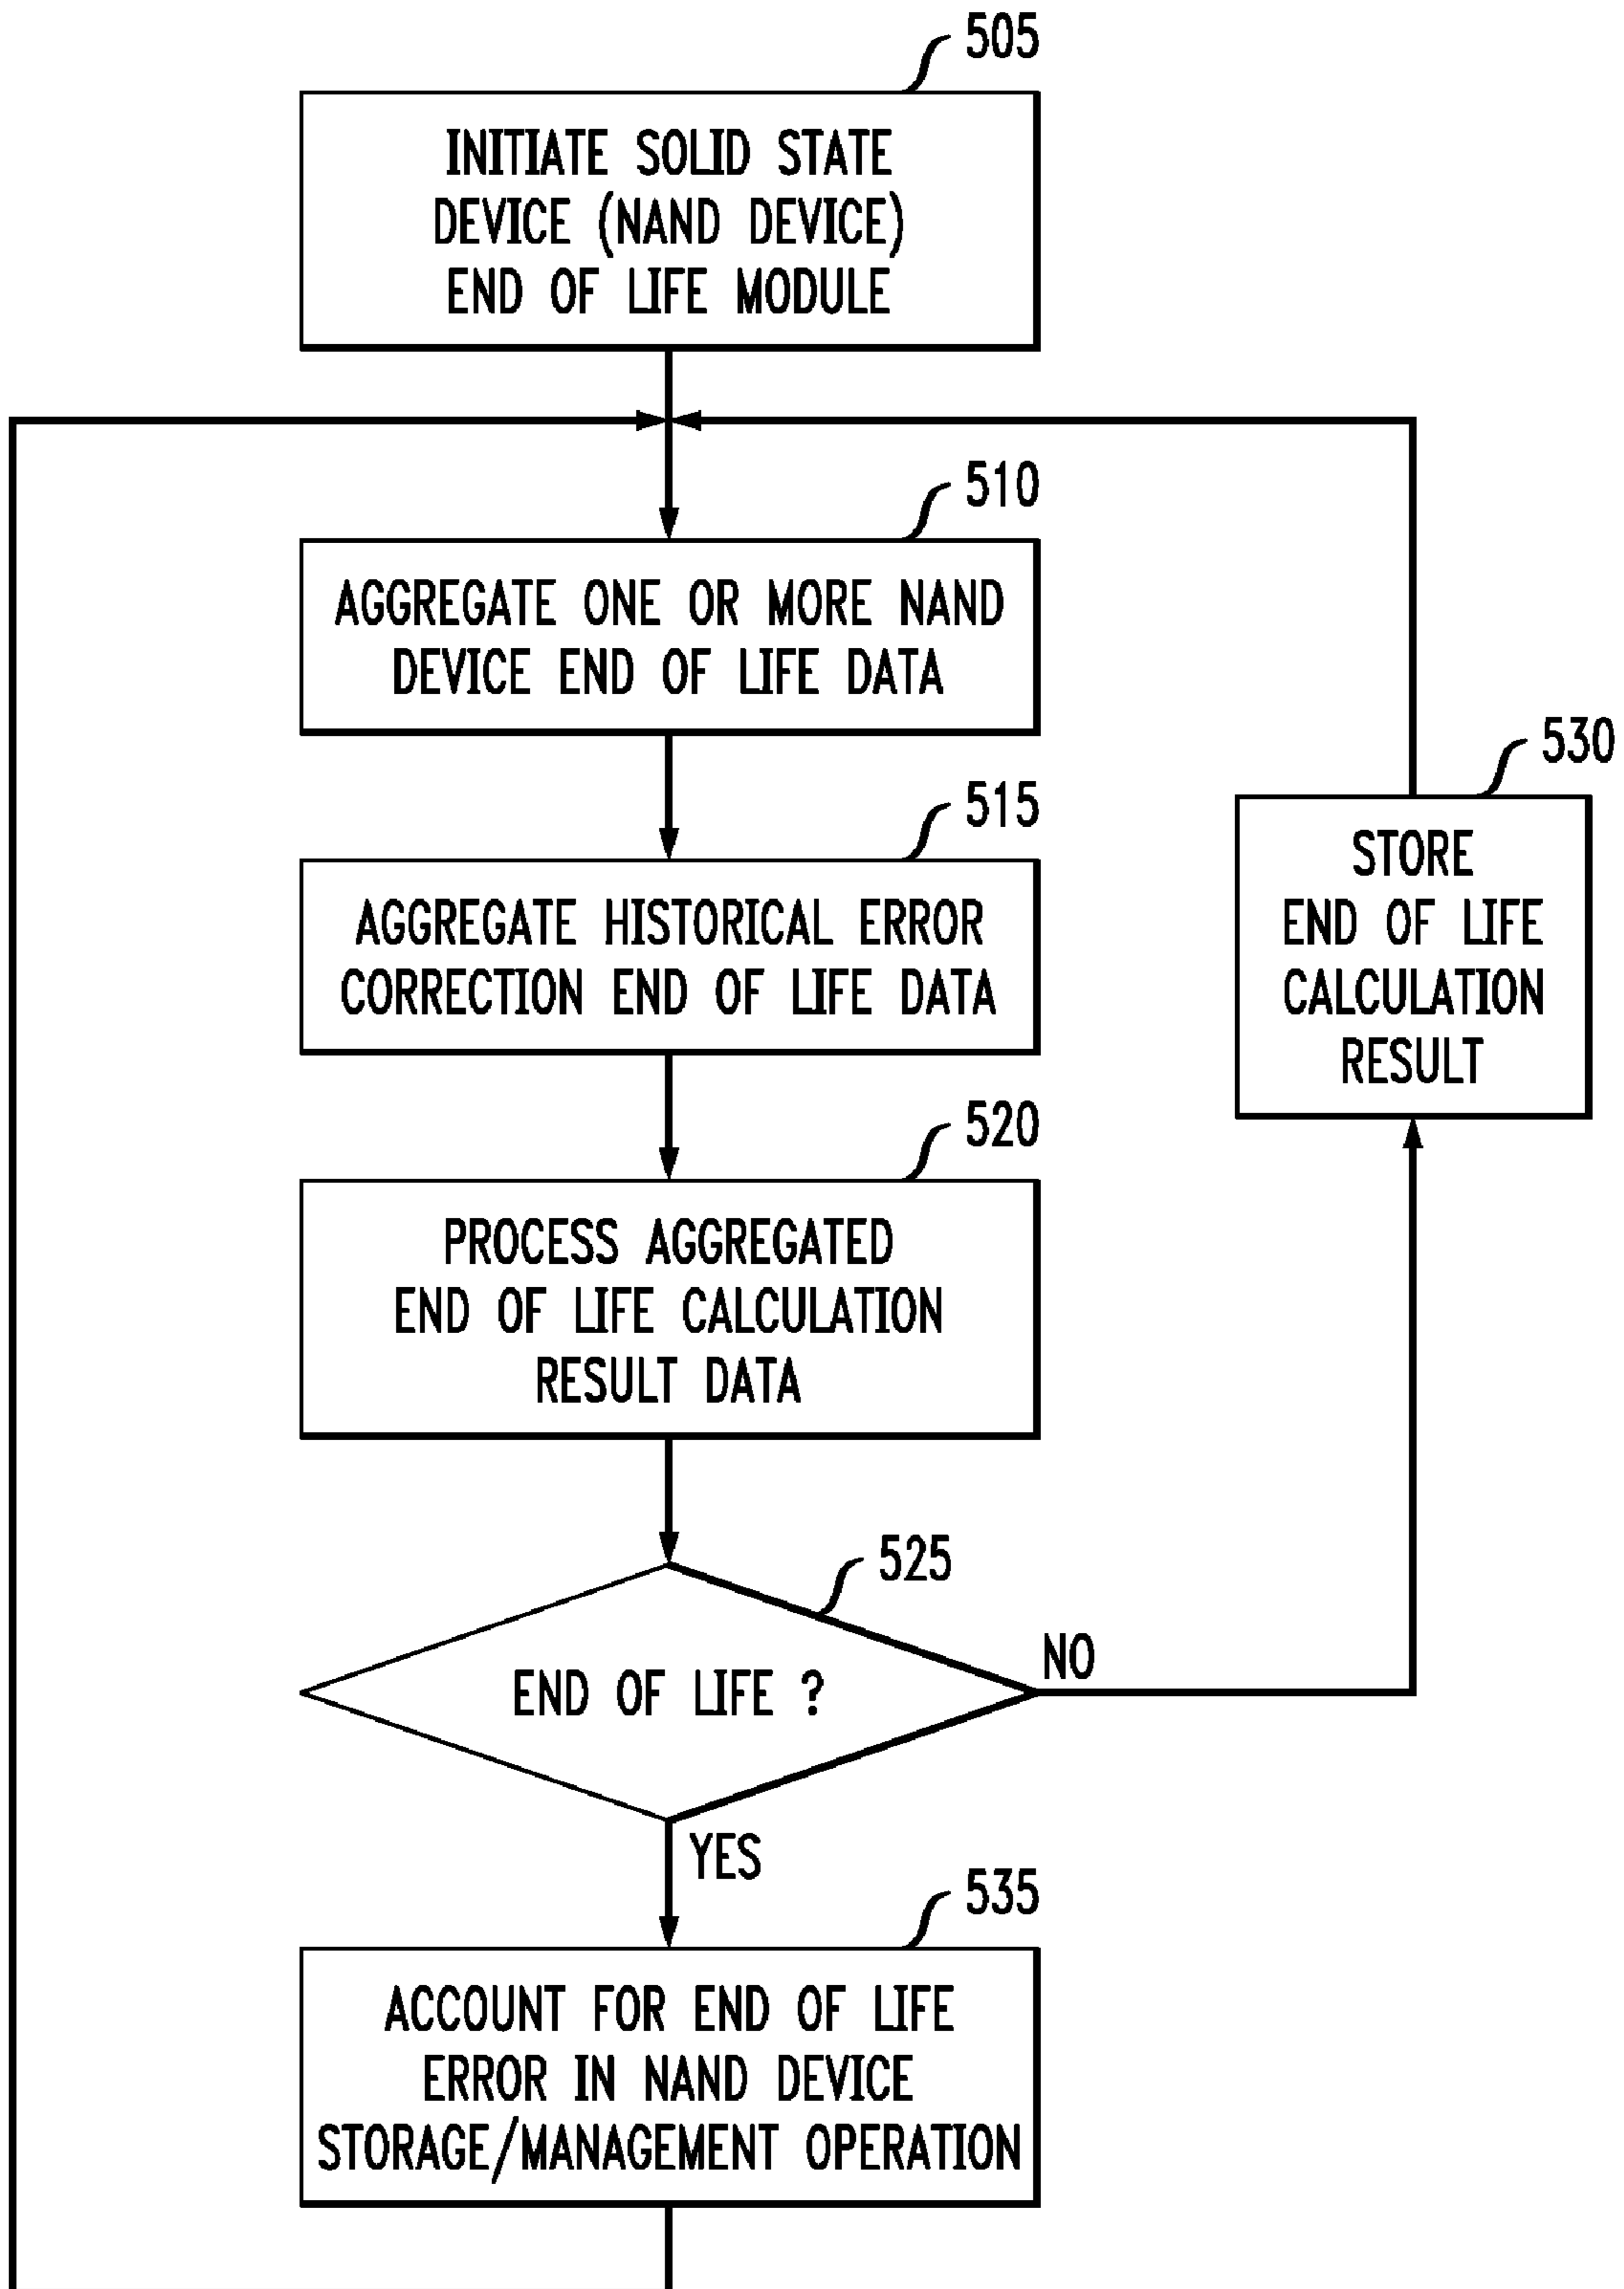 505
INITIATE SOLID STATE
DEVICE (NAND DEVICE)
END OF LIFE MODULE
510
AGGREGATE ONE OR MORE NAND
DEVICE END OF LIFE DATA
515
AGGREGATE HISTORICAL ERROR
CORRECTION END OF LIFE DATA
530
STORE
END OF LIFE
CALCULATION
RESULT
520
PROCESS AGGREGATED
END OF LIFE CALCULATION
RESULT DATA
525
END OF LIFE ?
NO
YES
535
ACCOUNT FOR END OF LIFE
ERROR IN NAND DEVICE
STORAGE/MANAGEMENT OPERATION